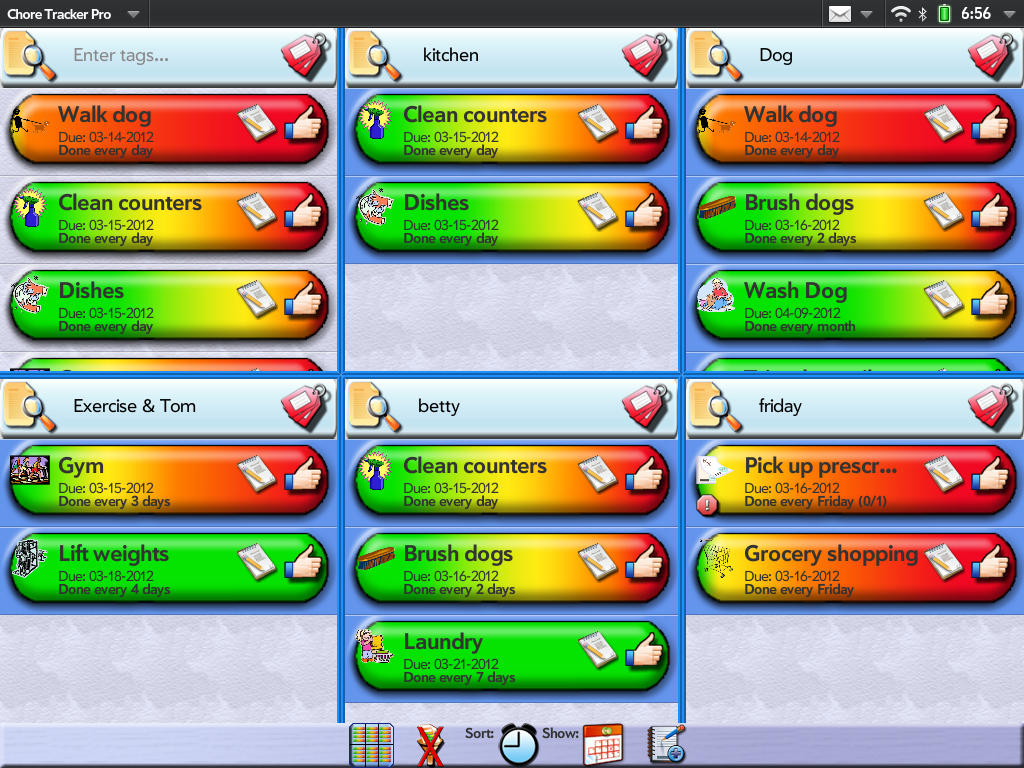 Chore Tracker Pro
6:56
Enter tags...
Walk dog
Due: 03-14-2012
Done every day
Clean counters
Due: 03-15-2012
Done every day
Dishes
Due: 03-15-2012
Done every day
kitchen
Clean counters
Due: 03-15-2012
Done every day
Dishes
Due: 03-15-2012
Done every day
Dog
Walk dog
Due: 03-14-2012
Done every day
Brush dogs
Due: 03-16-2012
Done every 2 days
Wash Dog
Due: 04-09-2012
Done every month
Exercise & Tom
Gym
Due: 03-15-2012
Done every 3 days
Lift weights
Due: 03-18-2012
Done every 4 days
betty
Clean counters
Due: 03-15-2012
Done every day
Brush dogs
Due: 03-16-2012
Done every 2 days
Laundry
Due: 03-21-2012
Done every 7 days
friday
Pick up prescr...
Due: 03-16-2012
Done every Friday (0/1)
Grocery shopping
Due: 03-16-2012
Done every Friday
Sort:
Show: